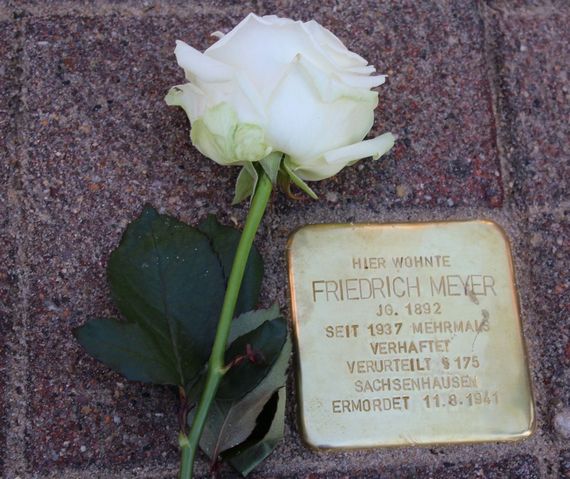 HIER WOHNTE
FRIEDRICH MEYER
JG. 1892
SEIT 1937 MEHRMALS
VERHAFTET
VERURTEILT § 175
SACHSENHAUSEN
ERMORDET 11.8.1941